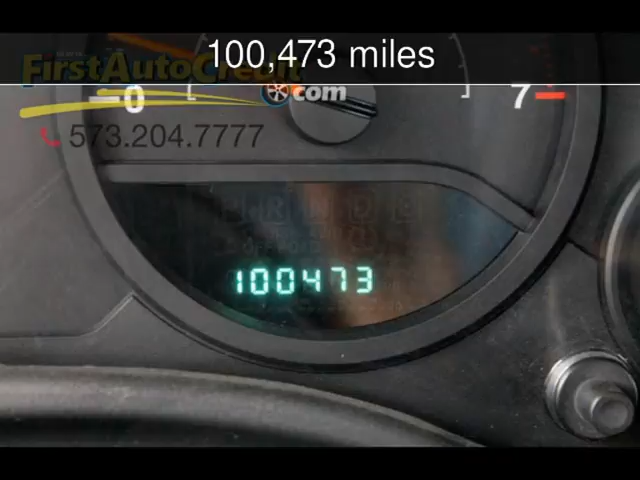 100,473 miles
FirstAutoCredit
.com
573.204.7777
0 7
P R N D
100473